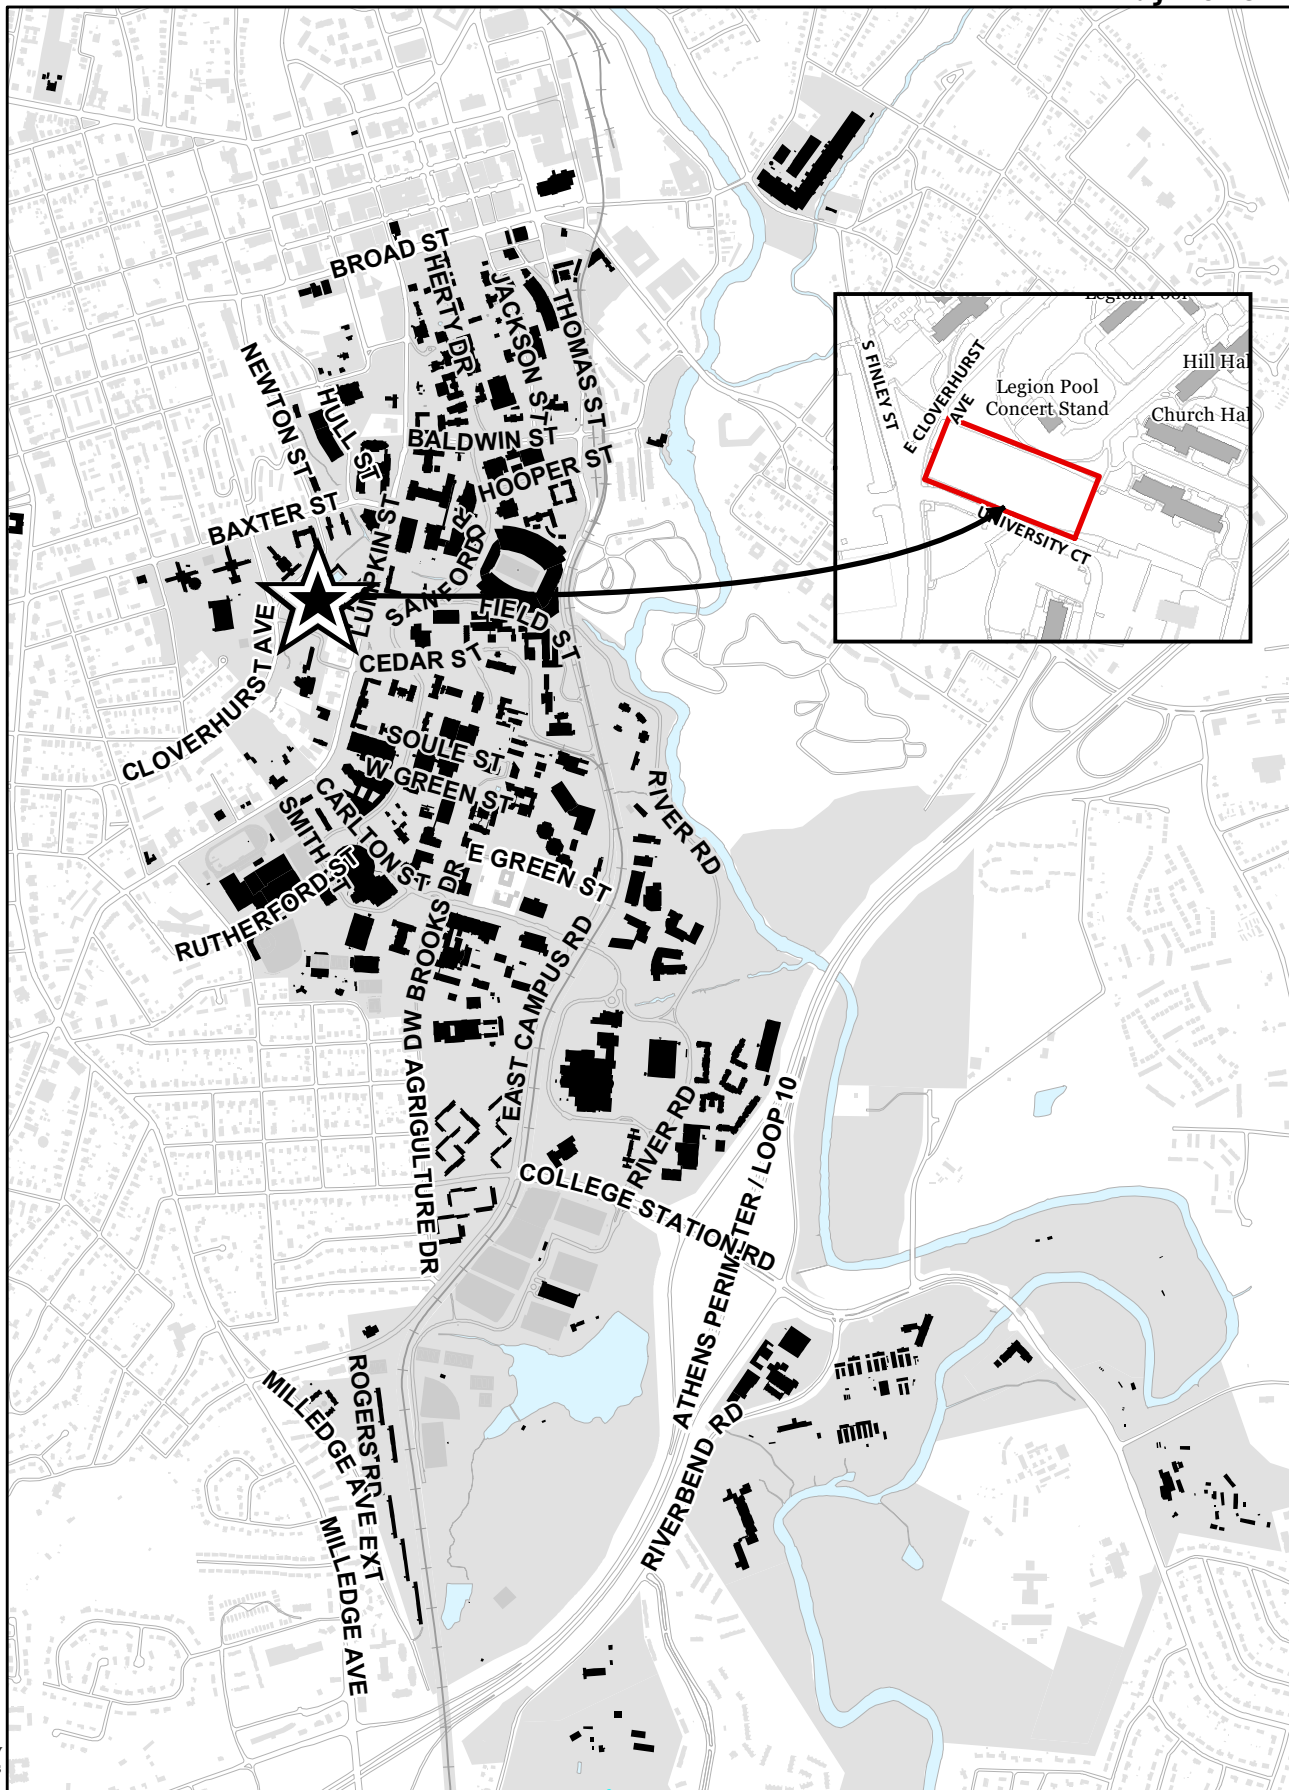 BROAD ST
HERTY DR
JACKSON ST
THOMAS ST
NEWTON ST
HULL ST
BALDWIN ST
HOOPER ST
BAXTER ST
LUMPKIN ST
SANFORD DR
FIELD ST
CEDAR ST
CLOVERHURST AVE
SOULE ST
W GREEN ST
CARLTON ST
SMITH ST
E GREEN ST
RUTHERFORD ST
DW BROOKS DR
RIVER RD
EAST CAMPUS RD
AGRIGULTURE DR
RIVER RD
COLLEGE STATION RD
ATHENS PERIMETER / LOOP 10
RIVERBEND RD
ROGERS RD
MILLEDGE AVE EXT
MILLEDGE AVE
Legion Pool
S FINLEY ST
E CLOVERHURST
AVE
Legion Pool
Concert Stand
Hill Hal
Church Hal
UNIVERSITY CT